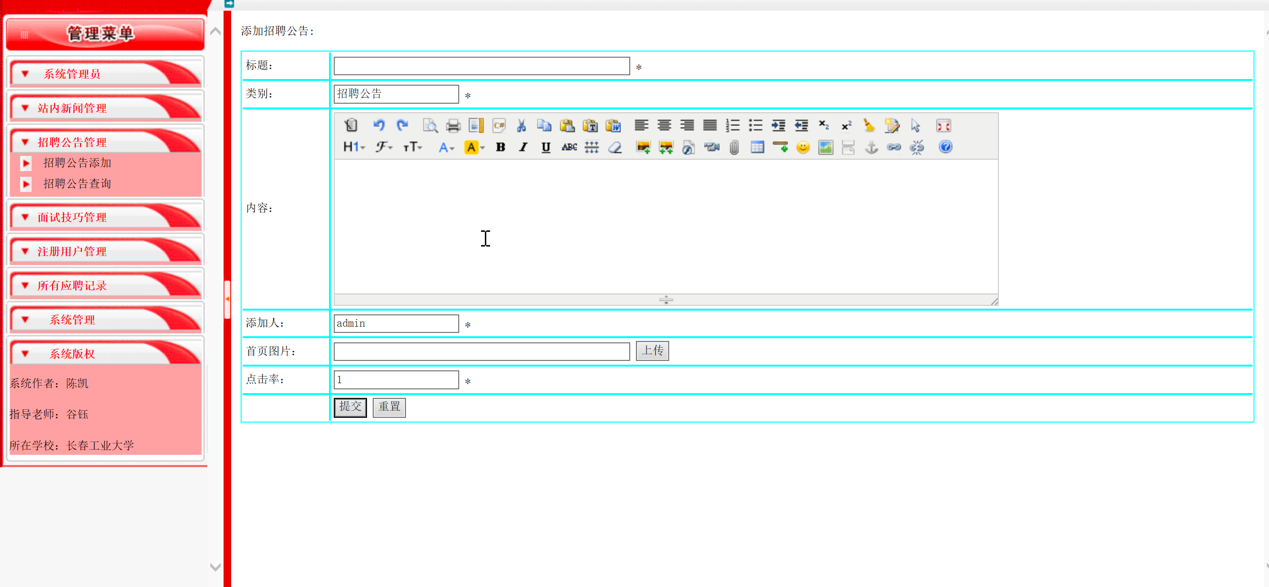 管理菜单
系统管理员
站内新闻管理
招聘公告管理
招聘公告添加
招聘公告查询
面试技巧管理
注册用户管理
所有应聘记录
系统管理
系统版权
系统作者: 陈凯
指导老师: 谷钰
所在学校: 长春工业大学
添加招聘公告:
标题: *
类别: 招聘公告 *
内容:
H1 F тT A A B I U ABC
添加人: admin *
首页图片: 上传
点击率: 1 *
提交 重置